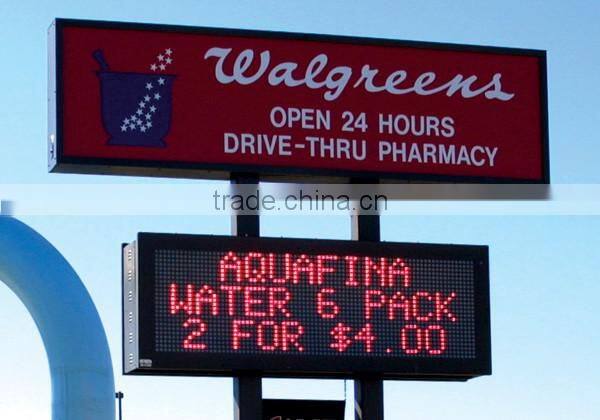 Walgreens
OPEN 24 HOURS
DRIVE-THRU PHARMACY
trade.china.cn
AQUAFINA
WATER 6 PACK
2 FOR $4.00